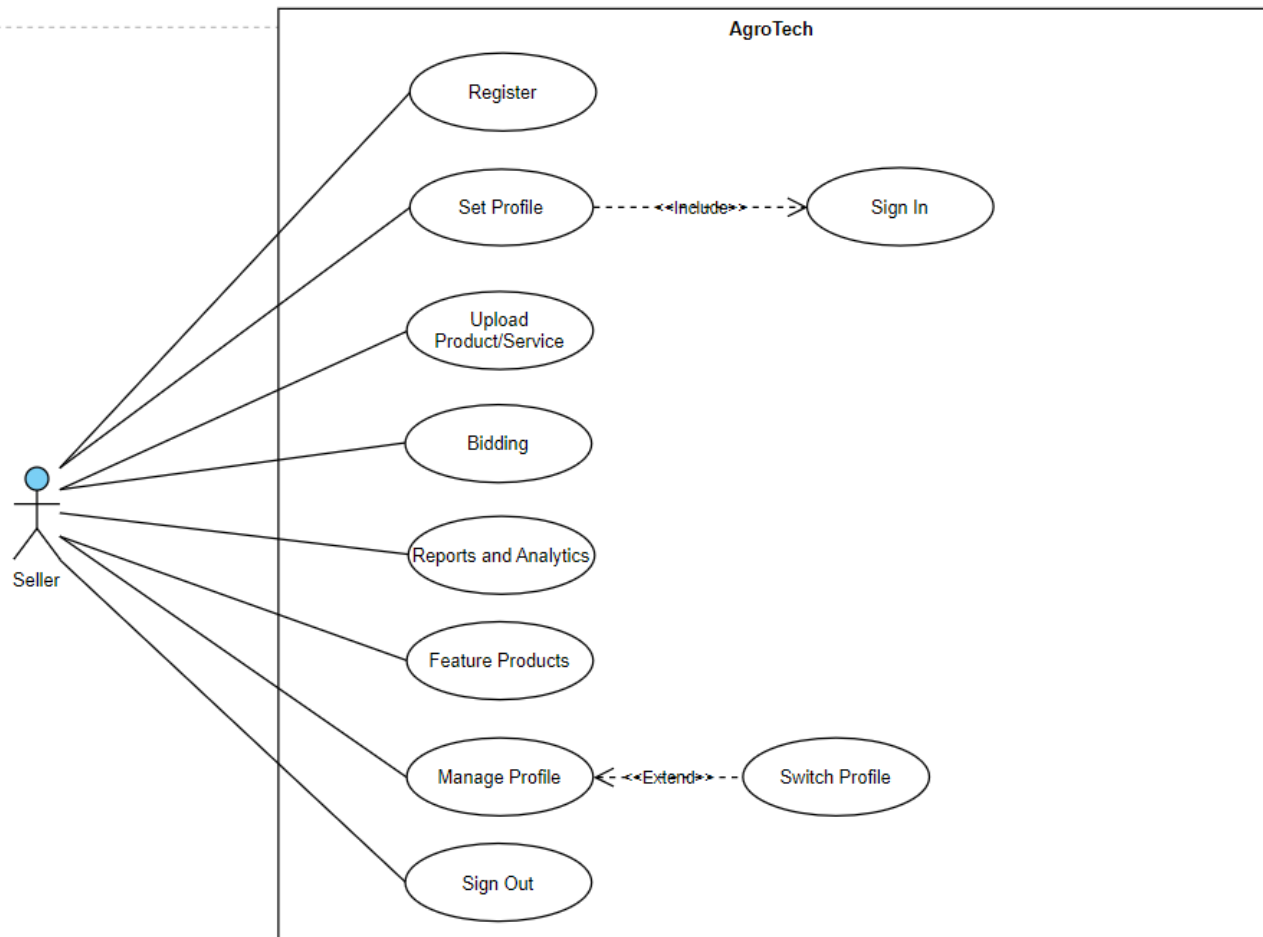 AgroTech
Register
Set Profile
<<Include>>
Sign In
Upload
Product/Service
Bidding
Reports and Analytics
Seller
Feature Products
Manage Profile
<<Extend>>
Switch Profile
Sign Out